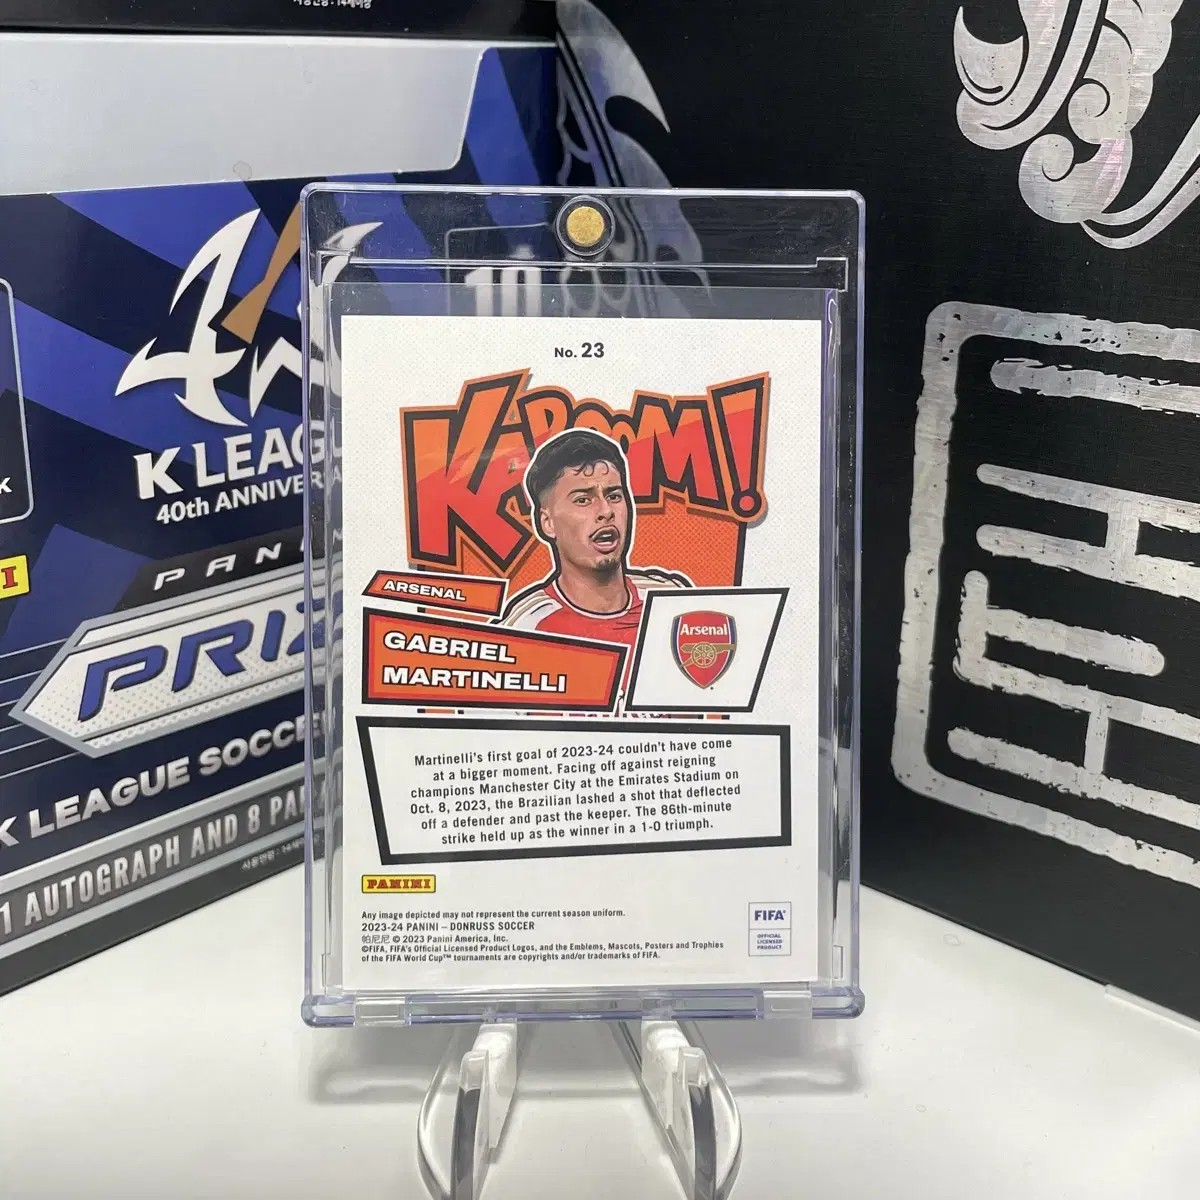 10
K LEAG
40th ANNIVER
PANI
PRIZ
K LEAGUE SOCCE
1 AUTOGRAPH AND 8 PA
No. 23
KABOOM!
ARSENAL
GABRIEL
MARTINELLI
Arsenal
Martinelli's first goal of 2023-24 couldn't have come
at a bigger moment. Facing off against reigning
champions Manchester City at the Emirates Stadium on
Oct. 8, 2023, the Brazilian lashed a shot that deflected
off a defender and past the keeper. The 86th-minute
strike held up as the winner in a 1-0 triumph.
PANINI
Any image depicted may not represent the current season uniform.
2023-24 PANINI – DONRUSS SOCCER
帕尼尼 © 2023 Panini America, Inc.
©FIFA, FIFA's Official Licensed Product Logos, and the Emblems, Mascots, Posters and Trophies
of the FIFA World Cup™ tournaments are copyrights and/or trademarks of FIFA.
FIFA
OFFICIAL
LICENSED
PRODUCT